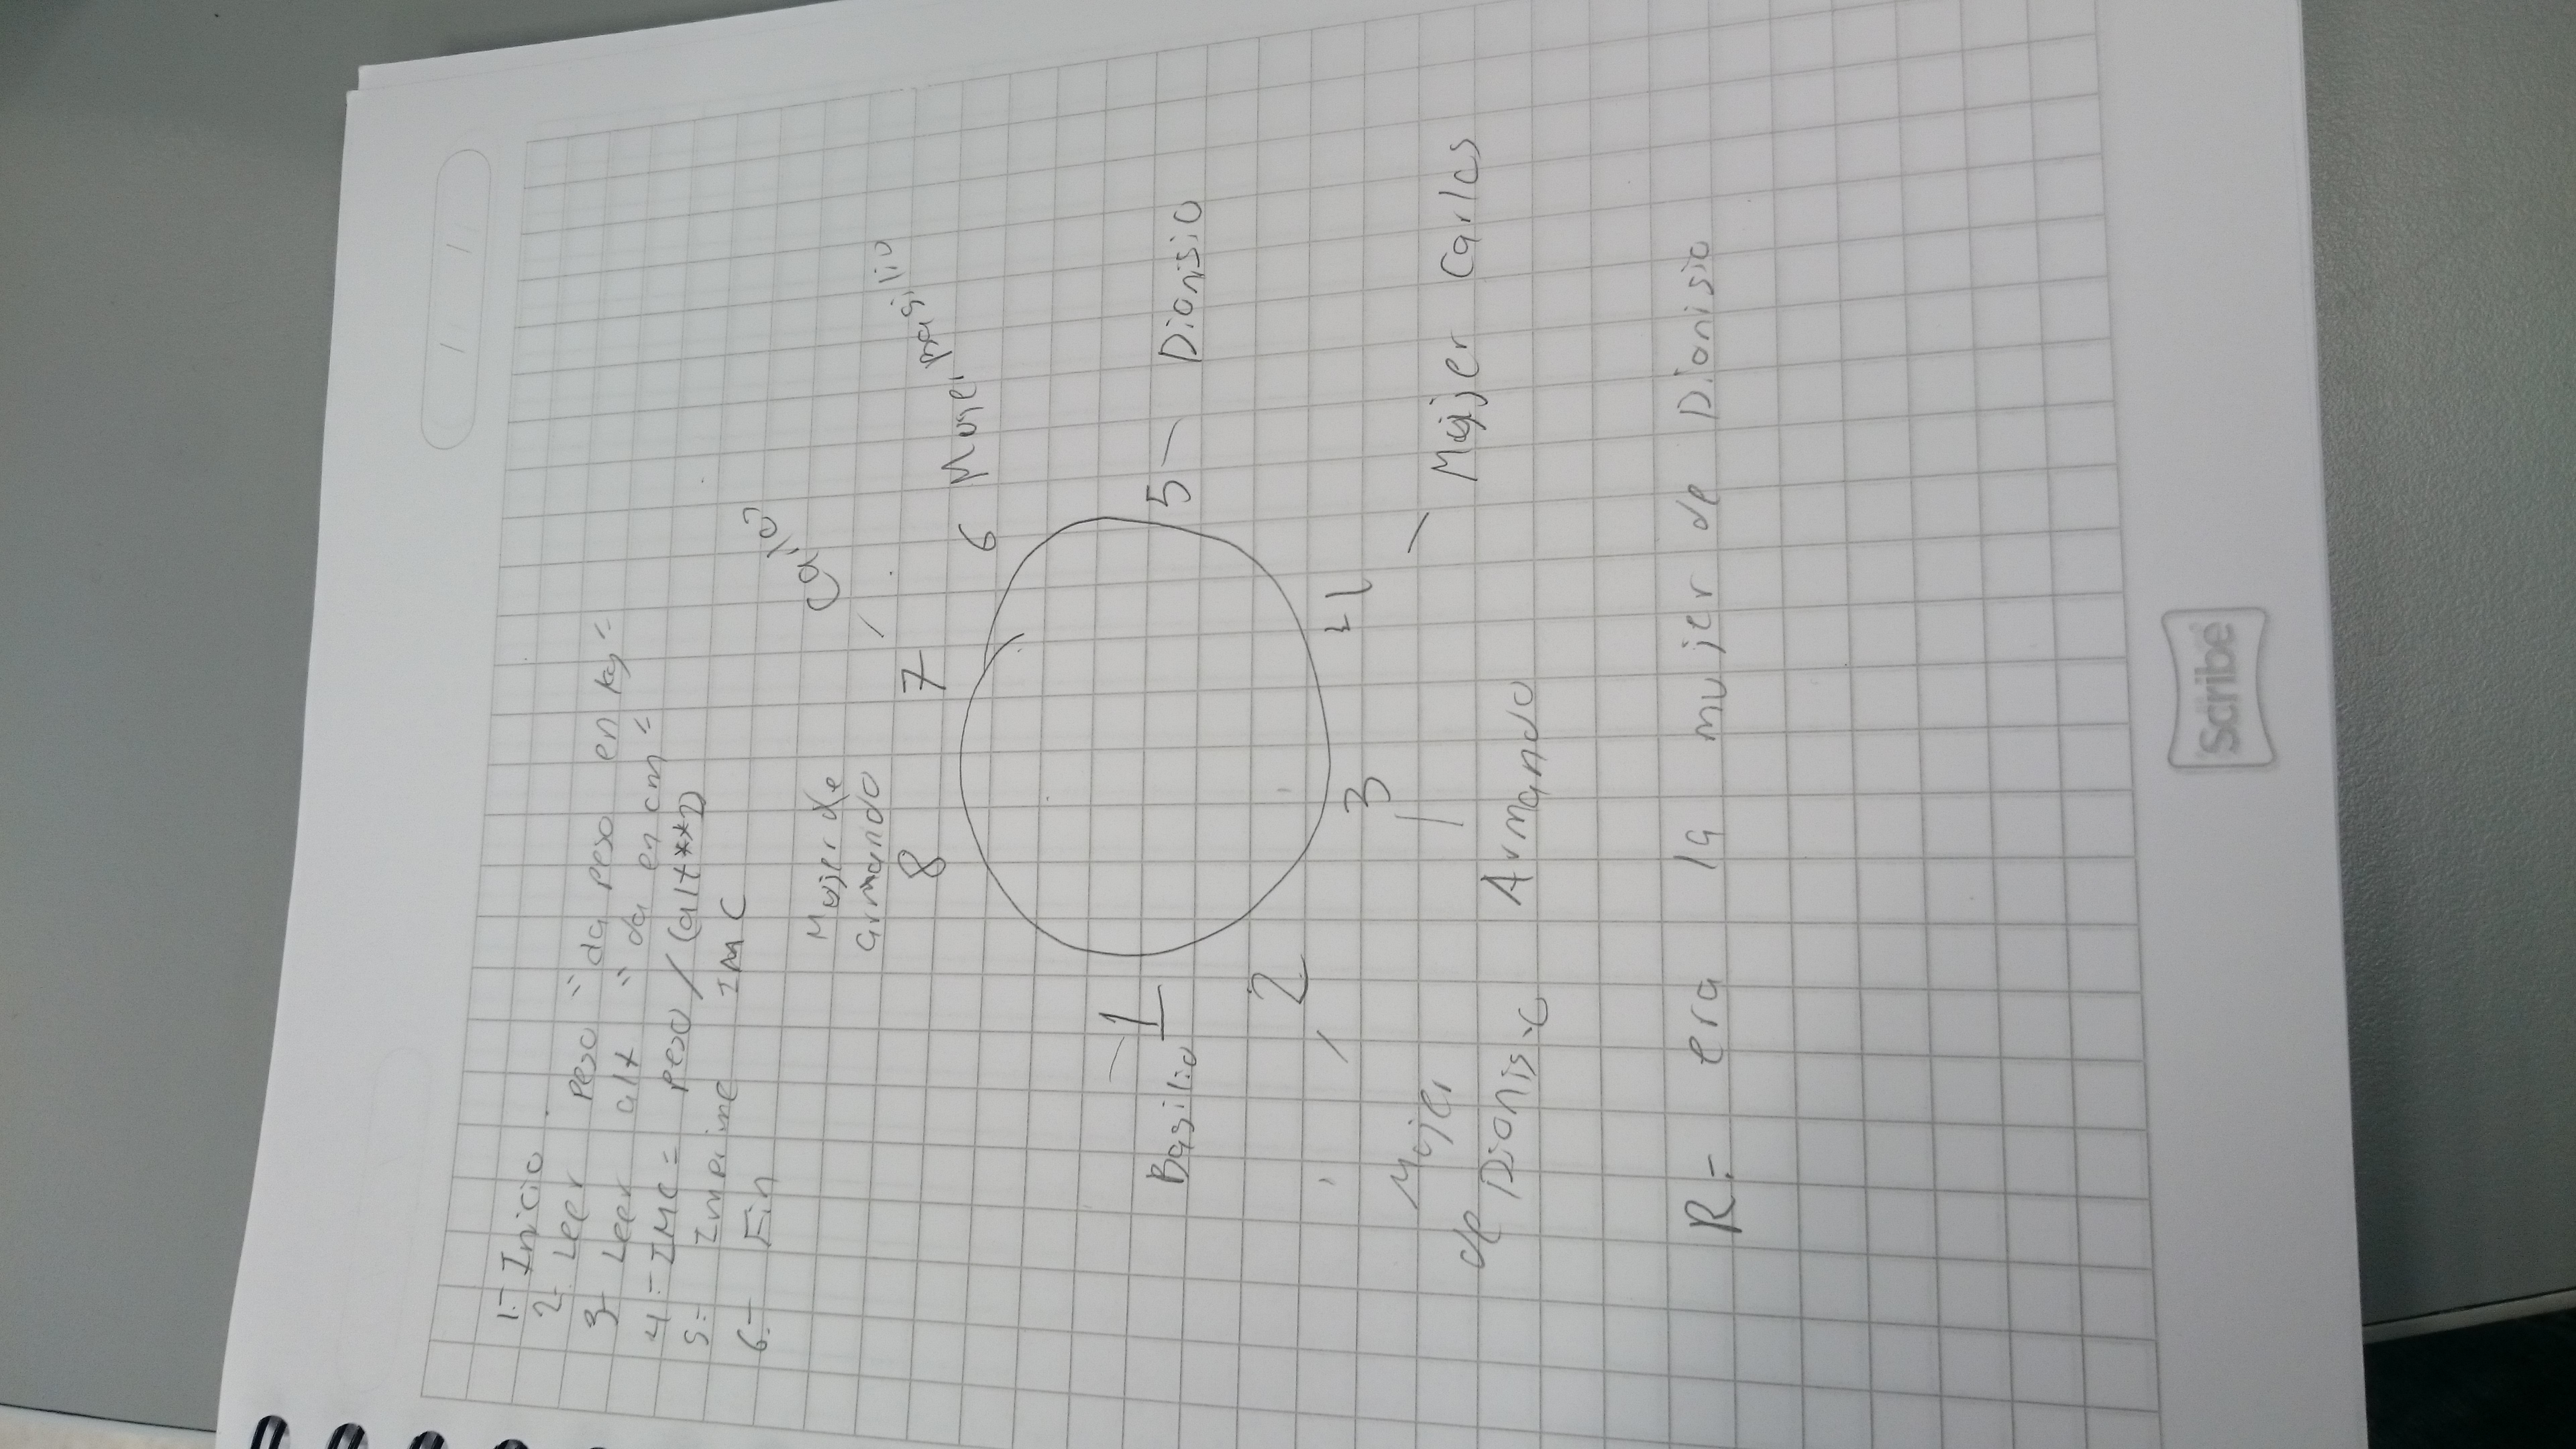 1.- Inicio
2.- Leer peso "da peso en kg"
3- Leer alt "da en cm"
4.- IMC = peso / (alt**2)
5.- Imprime IMC
6.- Fin
Mujer de
armando
Carlos
8
7
6 Mujer Basilio
1
Basilio
5 - Dionisio
2
3
4
Mujer
de Dionisio
Armando
Mujer Carlos
R.- era la mujer de Dionisio
Scribe